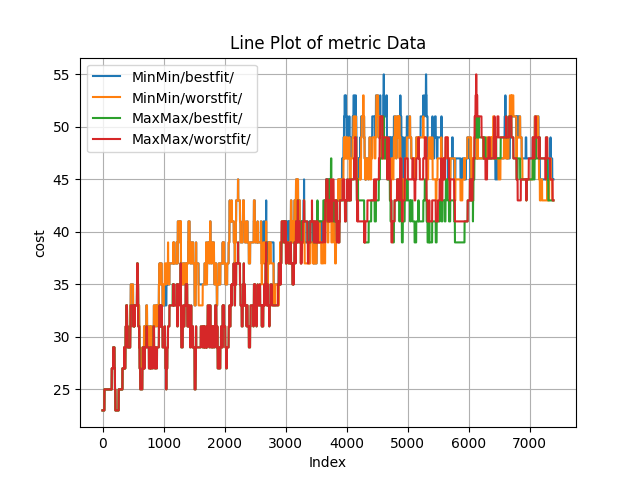 Line Plot of metric Data
MinMin/bestfit/
MinMin/worstfit/
MaxMax/bestfit/
MaxMax/worstfit/
55
50
45
40
35
30
25
cost
0 1000 2000 3000 4000 5000 6000 7000
Index